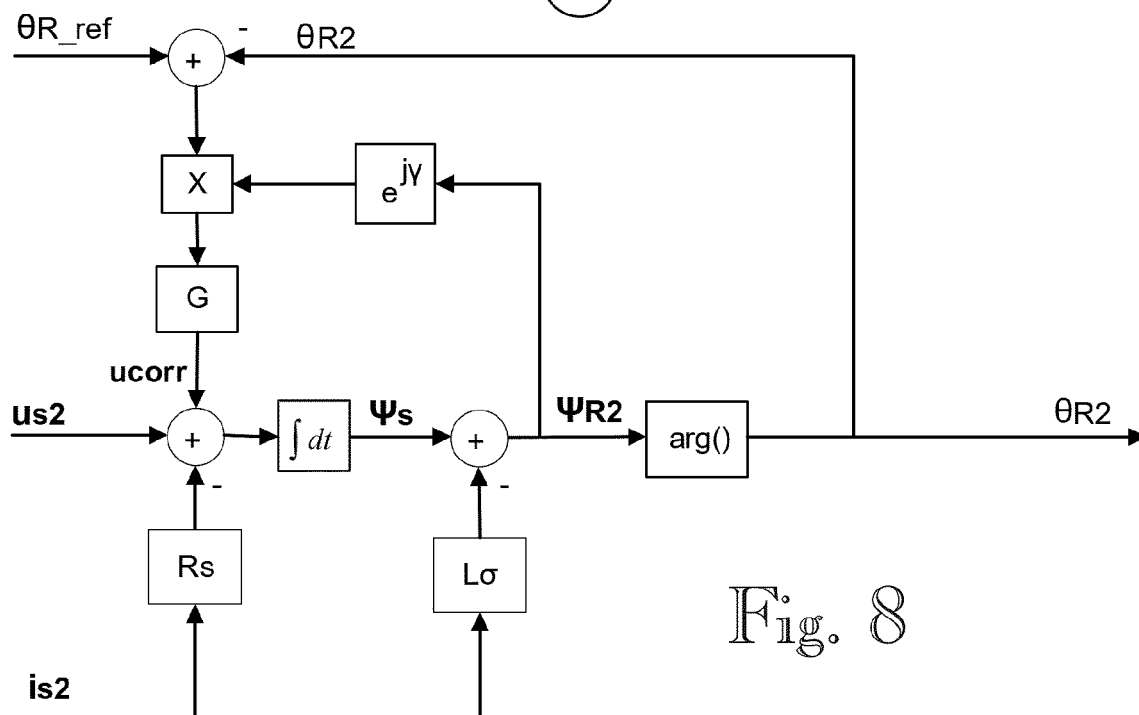 θR_ref
-
θR2
+
X
e^jγ
G
ucorr
us2
+
∫ dt
Ψs
+
ΨR2
arg()
θR2
-
-
Rs
Lσ
Fig. 8
is2